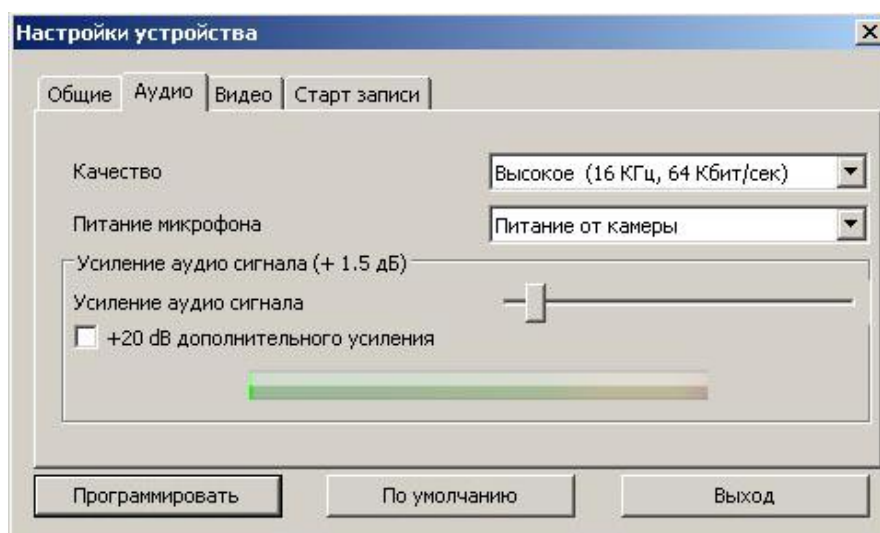 Настройки устройства
Общие Аудио Видео Старт записи
Качество Высокое (16 КГц, 64 Кбит/сек)
Питание микрофона Питание от камеры
Усиление аудио сигнала (+ 1.5 дБ)
Усиление аудио сигнала
+20 dB дополнительного усиления
Программировать По умолчанию Выход